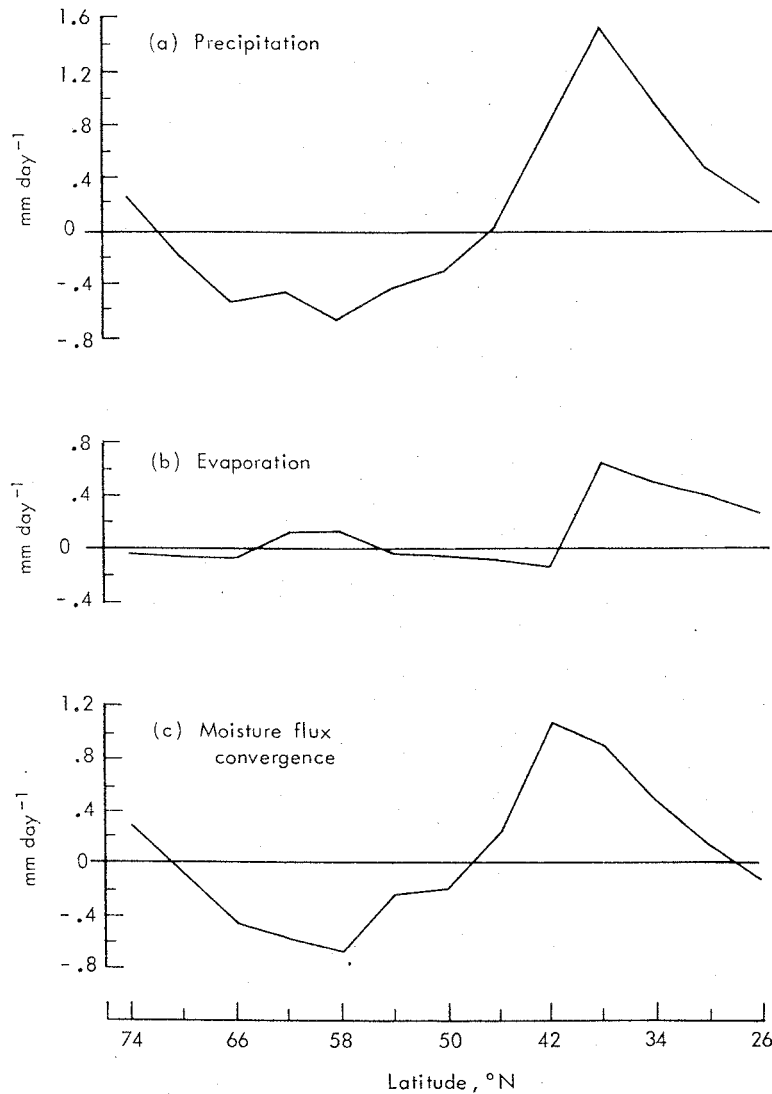 1.6
(a) Precipitation
1.2
.8
.4
0
-.4
-.8
mm day⁻¹
.8
(b) Evaporation
.4
0
-.4
mm day⁻¹
1.2
(c) Moisture flux
convergence
.8
.4
0
-.4
-.8
mm day⁻¹
74 66 58 50 42 34 26
Latitude, °N